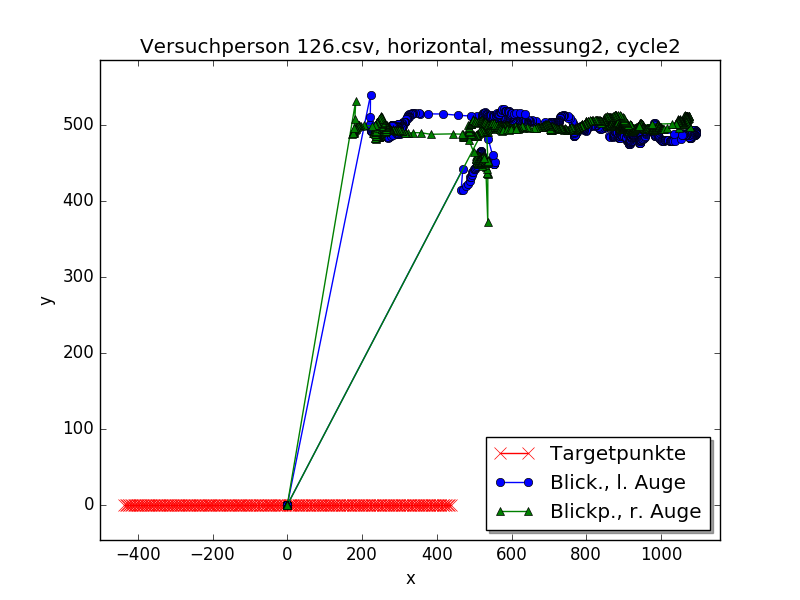 Versuchperson 126.csv, horizontal, messung2, cycle2
y
500
400
300
200
100
0
−400 −200 0 200 400 600 800 1000
x
Targetpunkte
Blick., l. Auge
Blickp., r. Auge